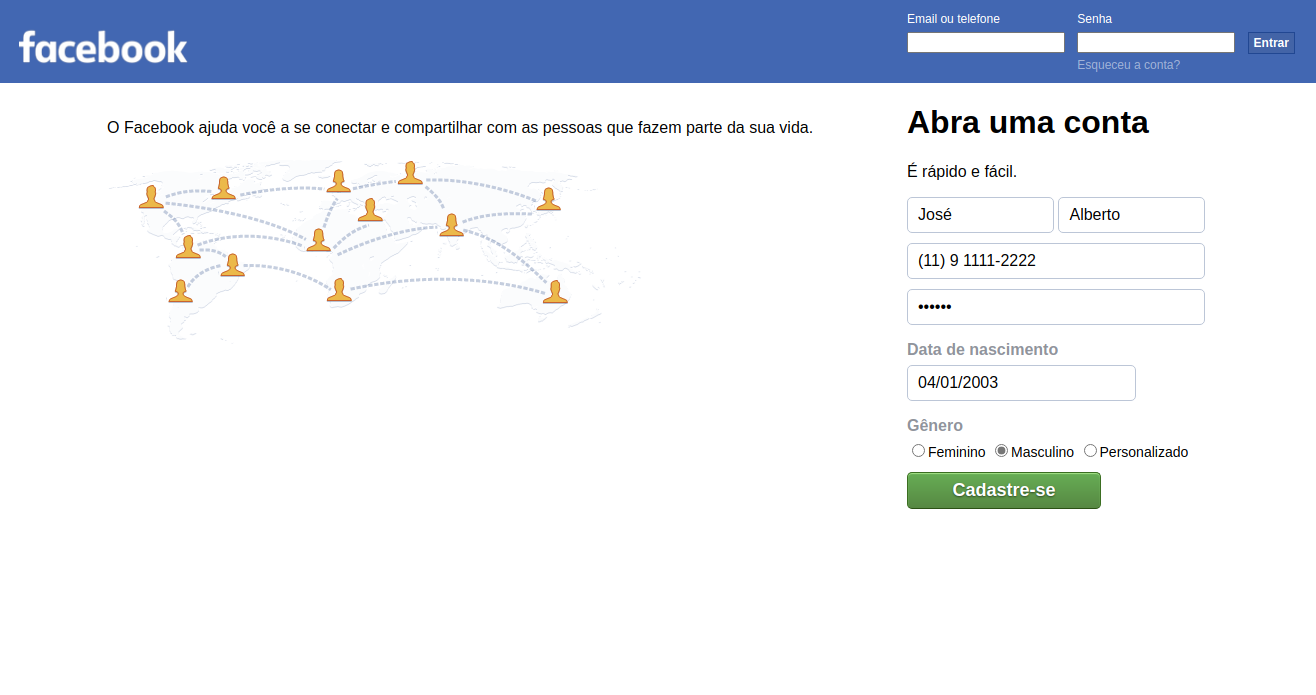 facebook
Email ou telefone
Senha
Entrar
Esqueceu a conta?
O Facebook ajuda você a se conectar e compartilhar com as pessoas que fazem parte da sua vida.
Abra uma conta
É rápido e fácil.
José Alberto
(11) 9 1111-2222
••••••
Data de nascimento
04/01/2003
Gênero
Feminino Masculino Personalizado
Cadastre-se